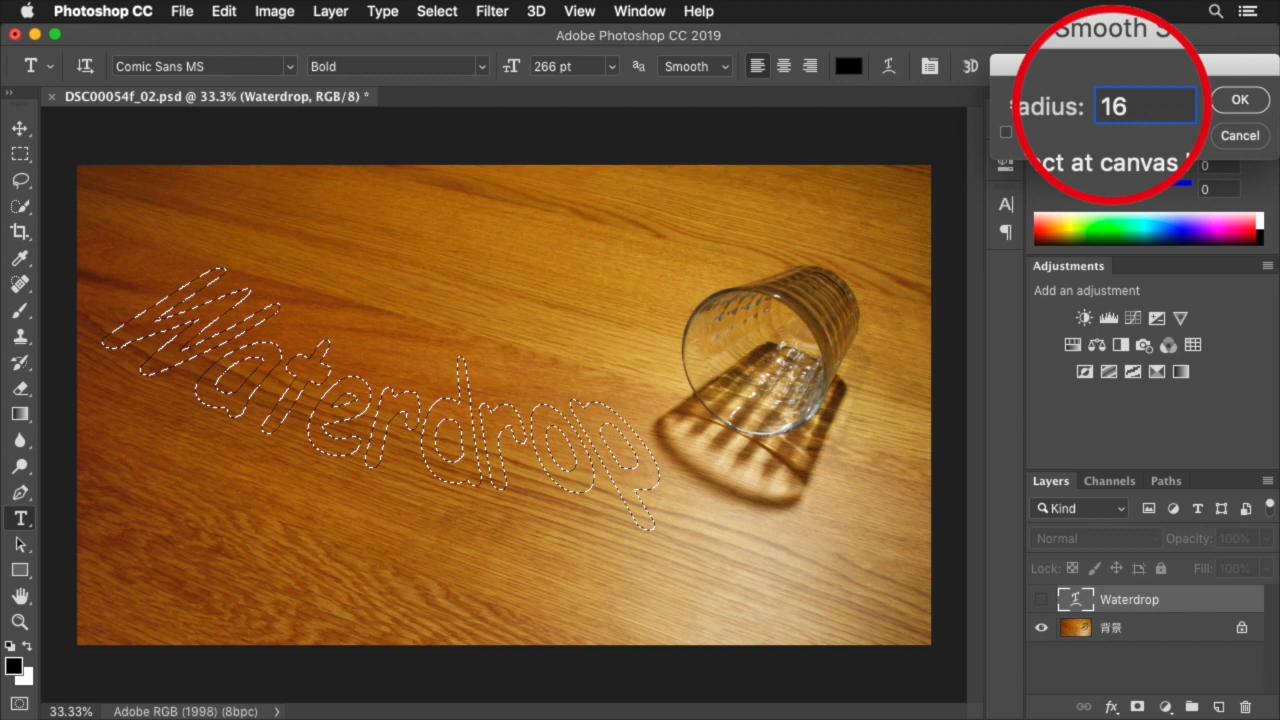 Photoshop CC File Edit Image Layer Type Select Filter 3D View Window Help
Adobe Photoshop CC 2019
Smooth S
T Comic Sans MS Bold 266 pt Smooth 3D
DSC00054f_02.psd @ 33.3% (Waterdrop, RGB/8) *
adius: 16 OK
Cancel
ect at canvas
0
0
Waterdrop
Adjustments
Add an adjustment
Layers Channels Paths
Kind
Normal Opacity: 100%
Lock: Fill: 100%
Waterdrop
背景
33.33% Adobe RGB (1998) (8bpc)